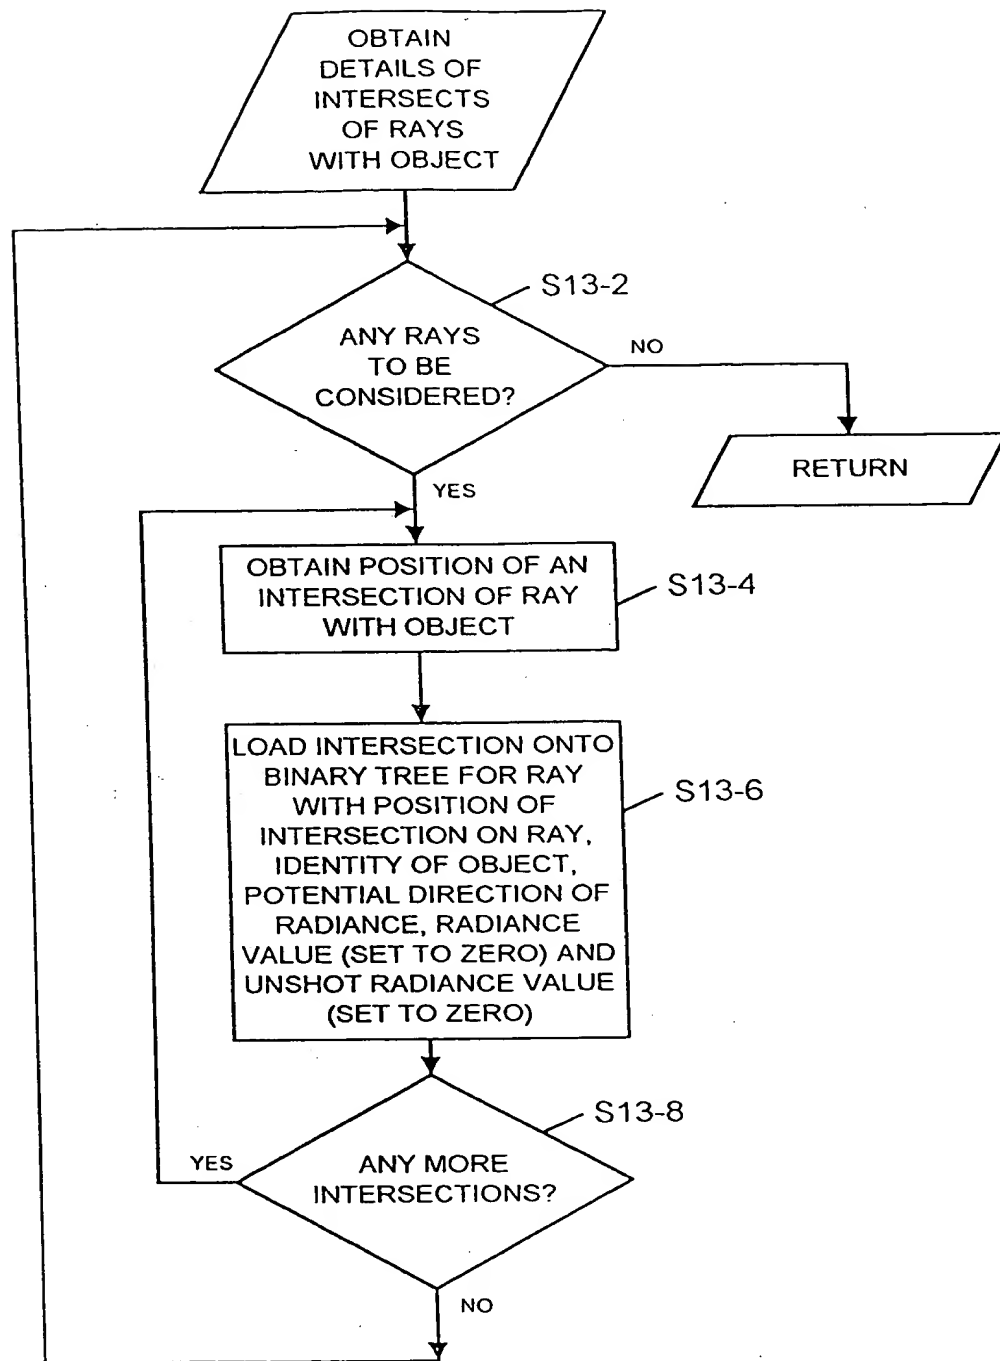 OBTAIN
DETAILS OF
INTERSECTS
OF RAYS
WITH OBJECT
S13-2
ANY RAYS
TO BE
CONSIDERED?
NO
RETURN
YES
OBTAIN POSITION OF AN
INTERSECTION OF RAY
WITH OBJECT
S13-4
LOAD INTERSECTION ONTO
BINARY TREE FOR RAY
WITH POSITION OF
INTERSECTION ON RAY,
IDENTITY OF OBJECT,
POTENTIAL DIRECTION OF
RADIANCE, RADIANCE
VALUE (SET TO ZERO) AND
UNSHOT RADIANCE VALUE
(SET TO ZERO)
S13-6
S13-8
YES
ANY MORE
INTERSECTIONS?
NO